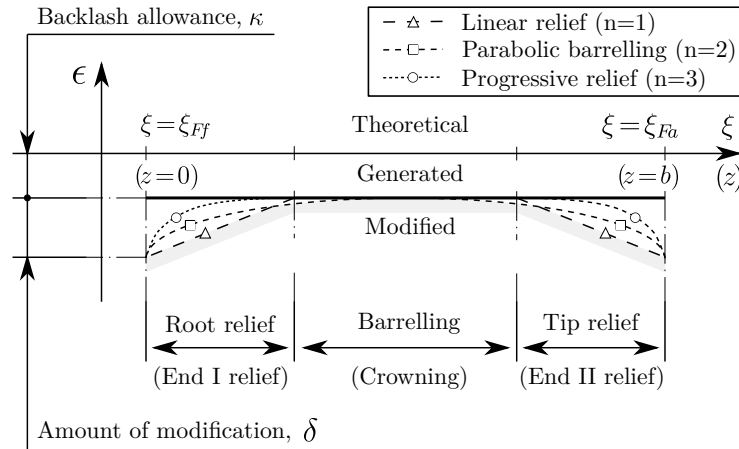 Backlash allowance, κ
Linear relief (n=1)
Parabolic barrelling (n=2)
Progressive relief (n=3)
ϵ
ξ=ξFf
Theoretical
ξ=ξFa
ξ
(z=0)
Generated
(z=b)
(z)
Modified
Root relief
Barrelling
Tip relief
(End I relief)
(Crowning)
(End II relief)
Amount of modification, δ